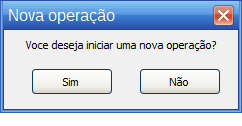 Nova operação
Voce deseja iniciar uma nova operação?
Sim
Não